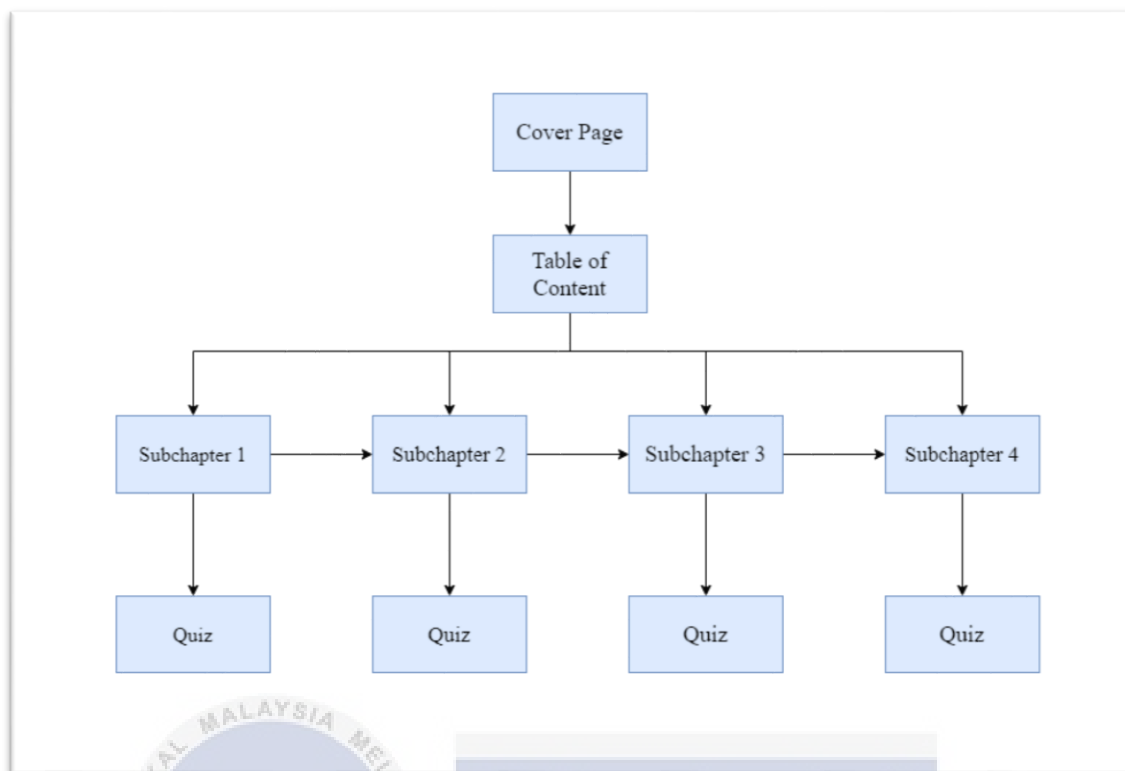 Cover Page
Table of
Content
Subchapter 1
Subchapter 2
Subchapter 3
Subchapter 4
Quiz
Quiz
Quiz
Quiz
MALAYSIA